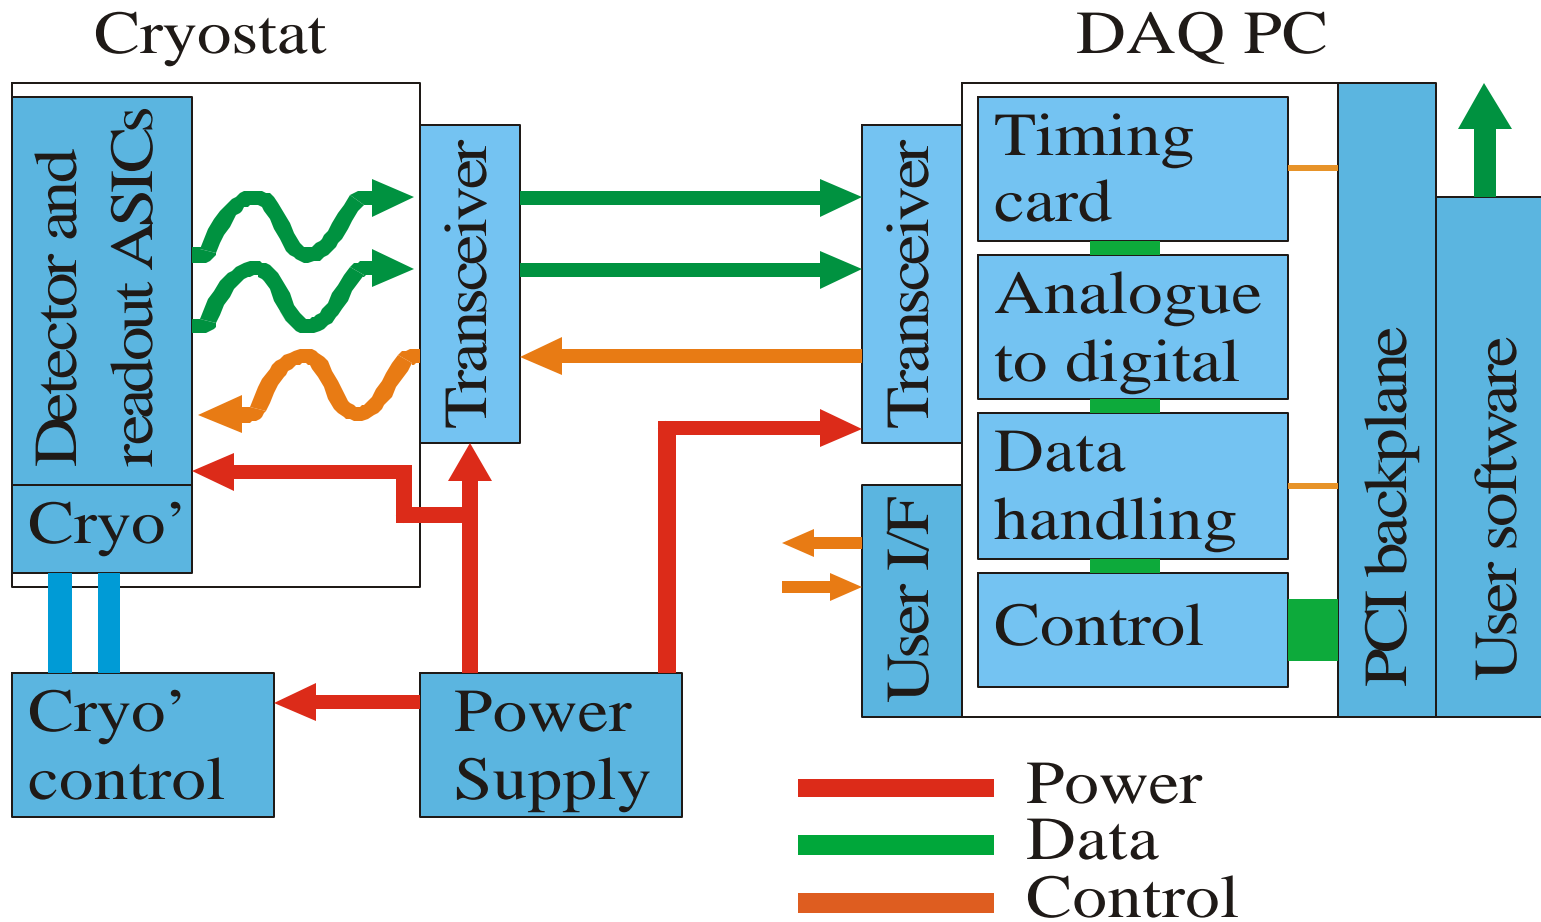 Cryostat
DAQ PC
Detector and
readout ASICs
Cryo’
Transceiver
Transceiver
User I/F
Timing
card
Analogue
to digital
Data
handling
Control
PCI backplane
User software
Cryo’
control
Power
Supply
Power
Data
Control